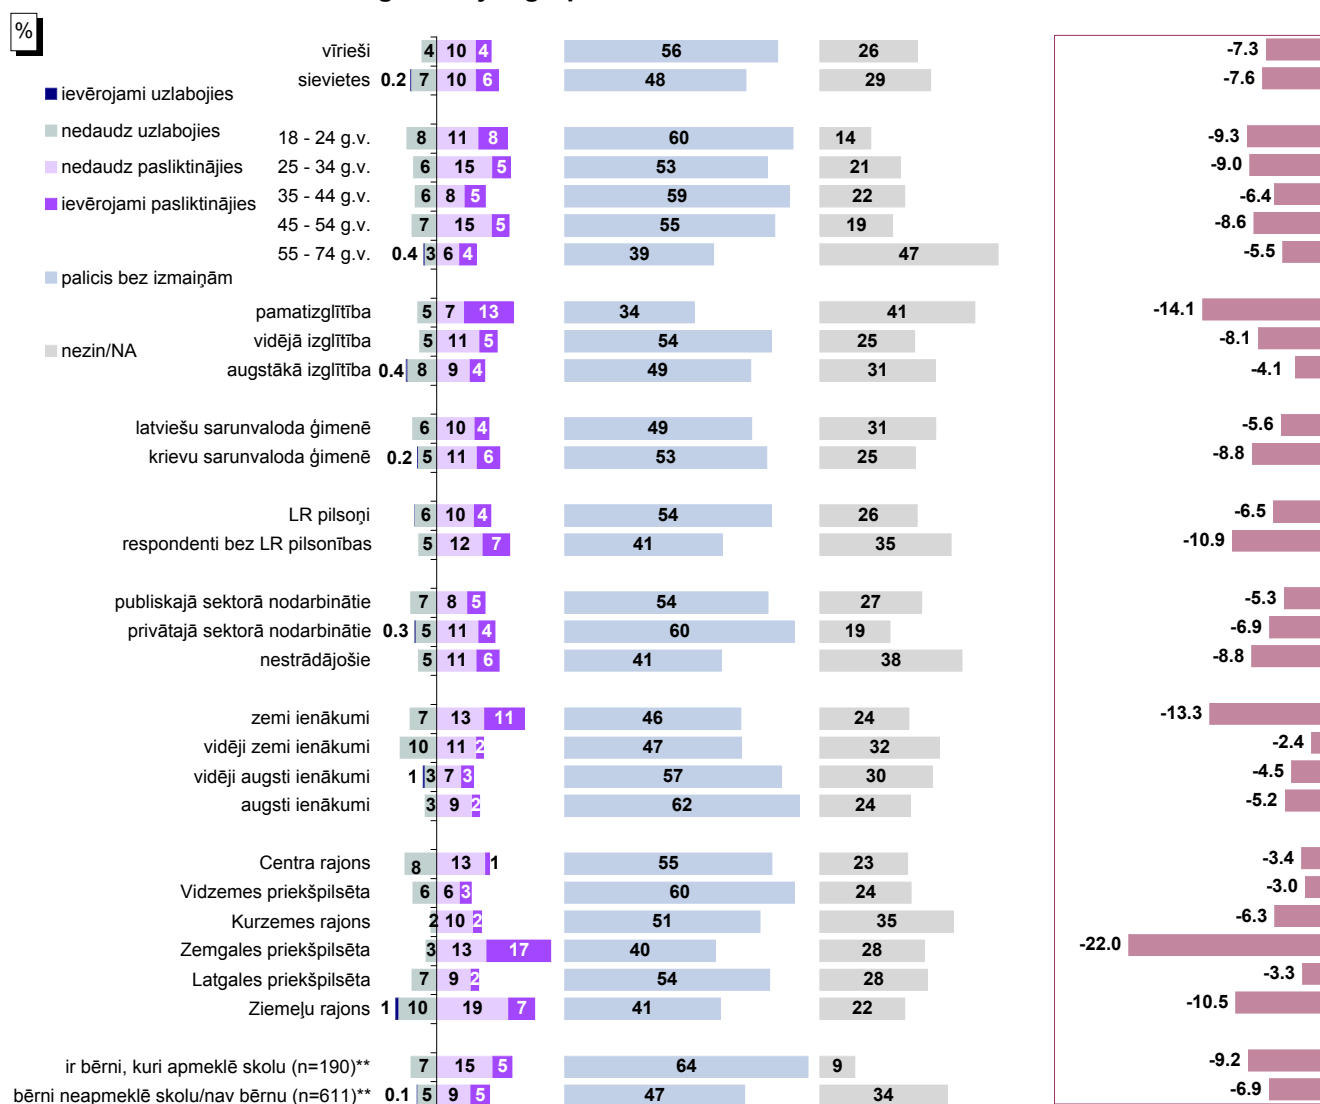 %
ievērojami uzlabojies
nedaudz uzlabojies
nedaudz pasliktinājies
ievērojami pasliktinājies
palicis bez izmaiņām
nezin/NA
vīrieši 4 10 4 56 26 -7.3
sievietes 0.2 7 10 6 48 29 -7.6
18 - 24 g.v. 8 11 8 60 14 -9.3
25 - 34 g.v. 6 15 5 53 21 -9.0
35 - 44 g.v. 6 8 5 59 22 -6.4
45 - 54 g.v. 7 15 5 55 19 -8.6
55 - 74 g.v. 0.4 3 6 4 39 47 -5.5
pamatizglītība 5 7 13 34 41 -14.1
vidējā izglītība 5 11 5 54 25 -8.1
augstākā izglītība 0.4 8 9 4 49 31 -4.1
latviešu sarunvaloda ģimenē 6 10 4 49 31 -5.6
krievu sarunvaloda ģimenē 0.2 5 11 6 53 25 -8.8
LR pilsoņi 6 10 4 54 26 -6.5
respondenti bez LR pilsonības 5 12 7 41 35 -10.9
publiskajā sektorā nodarbinātie 7 8 5 54 27 -5.3
privātajā sektorā nodarbinātie 0.3 5 11 4 60 19 -6.9
nestrādājošie 5 11 6 41 38 -8.8
zemi ienākumi 7 13 11 46 24 -13.3
vidēji zemi ienākumi 10 11 2 47 32 -2.4
vidēji augsti ienākumi 1 3 7 3 57 30 -4.5
augsti ienākumi 3 9 2 62 24 -5.2
Centra rajons 8 13 1 55 23 -3.4
Vidzemes priekšpilsēta 6 6 3 60 24 -3.0
Kurzemes rajons 2 10 2 51 35 -6.3
Zemgales priekšpilsēta 3 13 17 40 28 -22.0
Latgales priekšpilsēta 7 9 2 54 28 -3.3
Ziemeļu rajons 1 10 19 7 41 22 -10.5
ir bērni, kuri apmeklē skolu (n=190)** 7 15 5 64 9 -9.2
bērni neapmeklē skolu/nav bērnu (n=611)** 0.1 5 9 5 47 34 -6.9